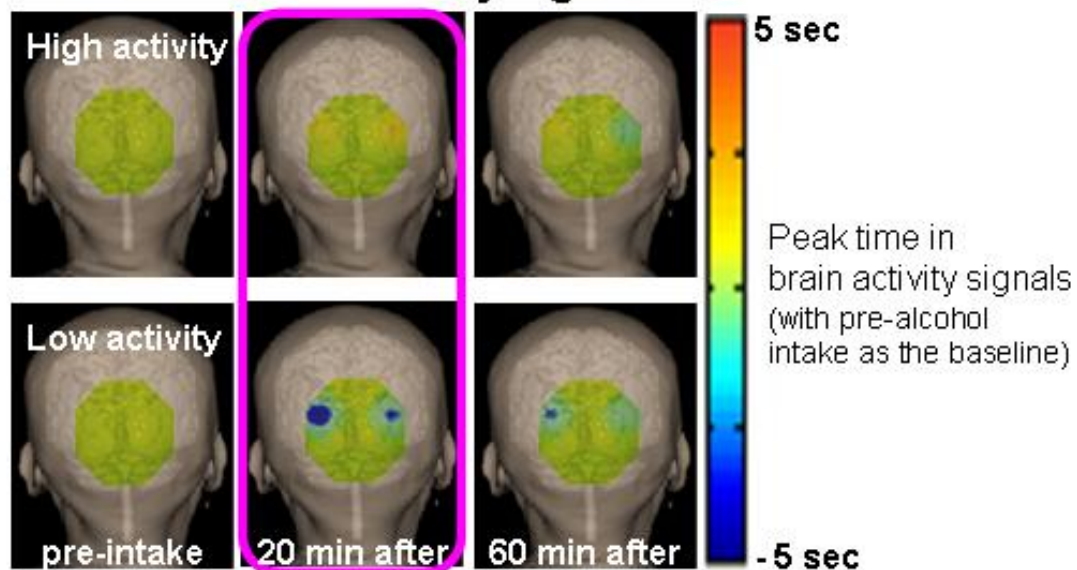 High activity
5 sec
Peak time in
brain activity signals
(with pre-alcohol
intake as the baseline)
Low activity
pre-intake
20 min after
60 min after
- 5 sec